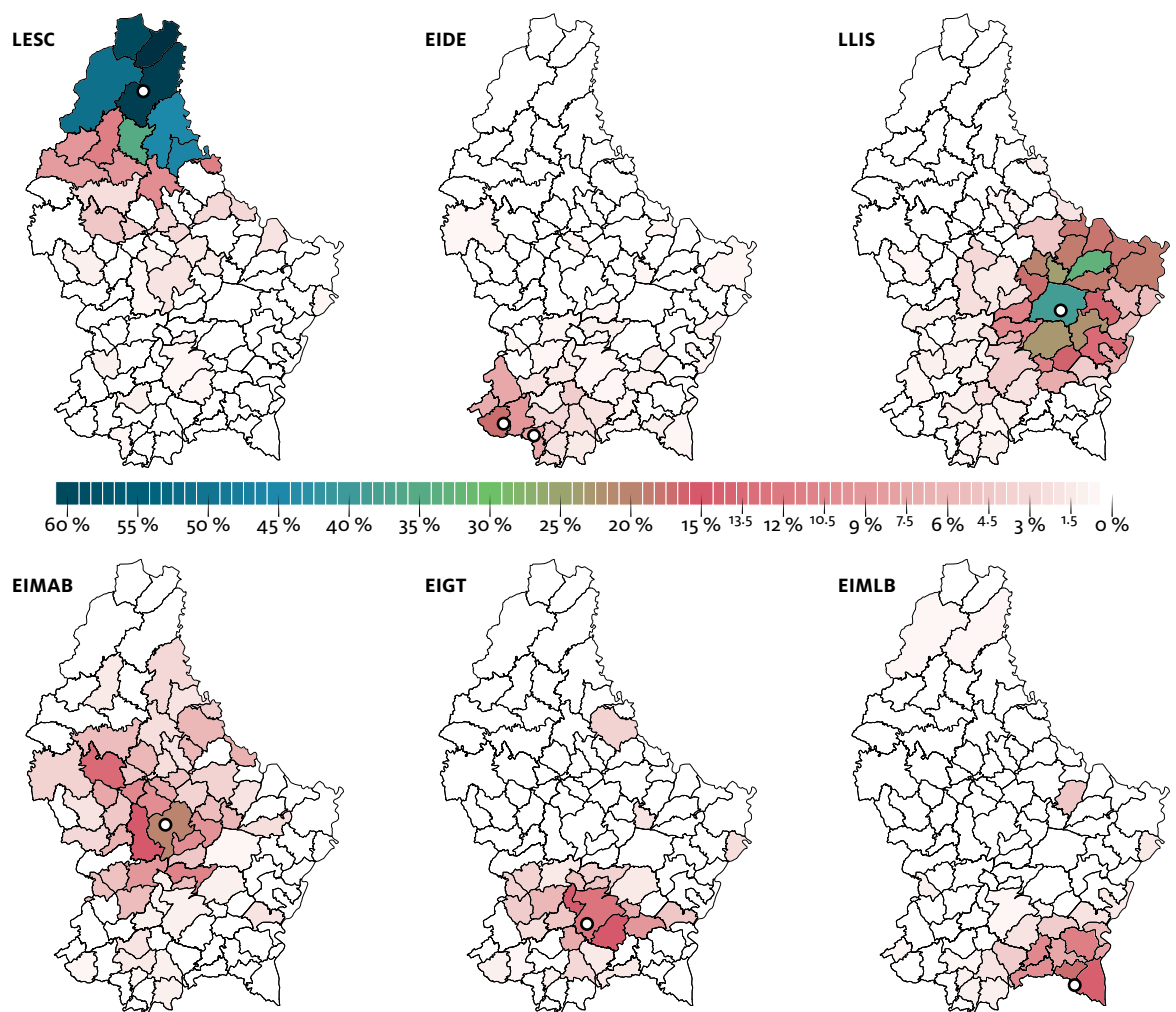 LESC EIDE LLIS
60 % 55 % 50 % 45 % 40 % 35 % 30 % 25 % 20 % 15 % 13.5 12 % 10.5 9 % 7.5 6 % 4.5 3 % 1.5 0 %
EIMAB EIGT EIMLB